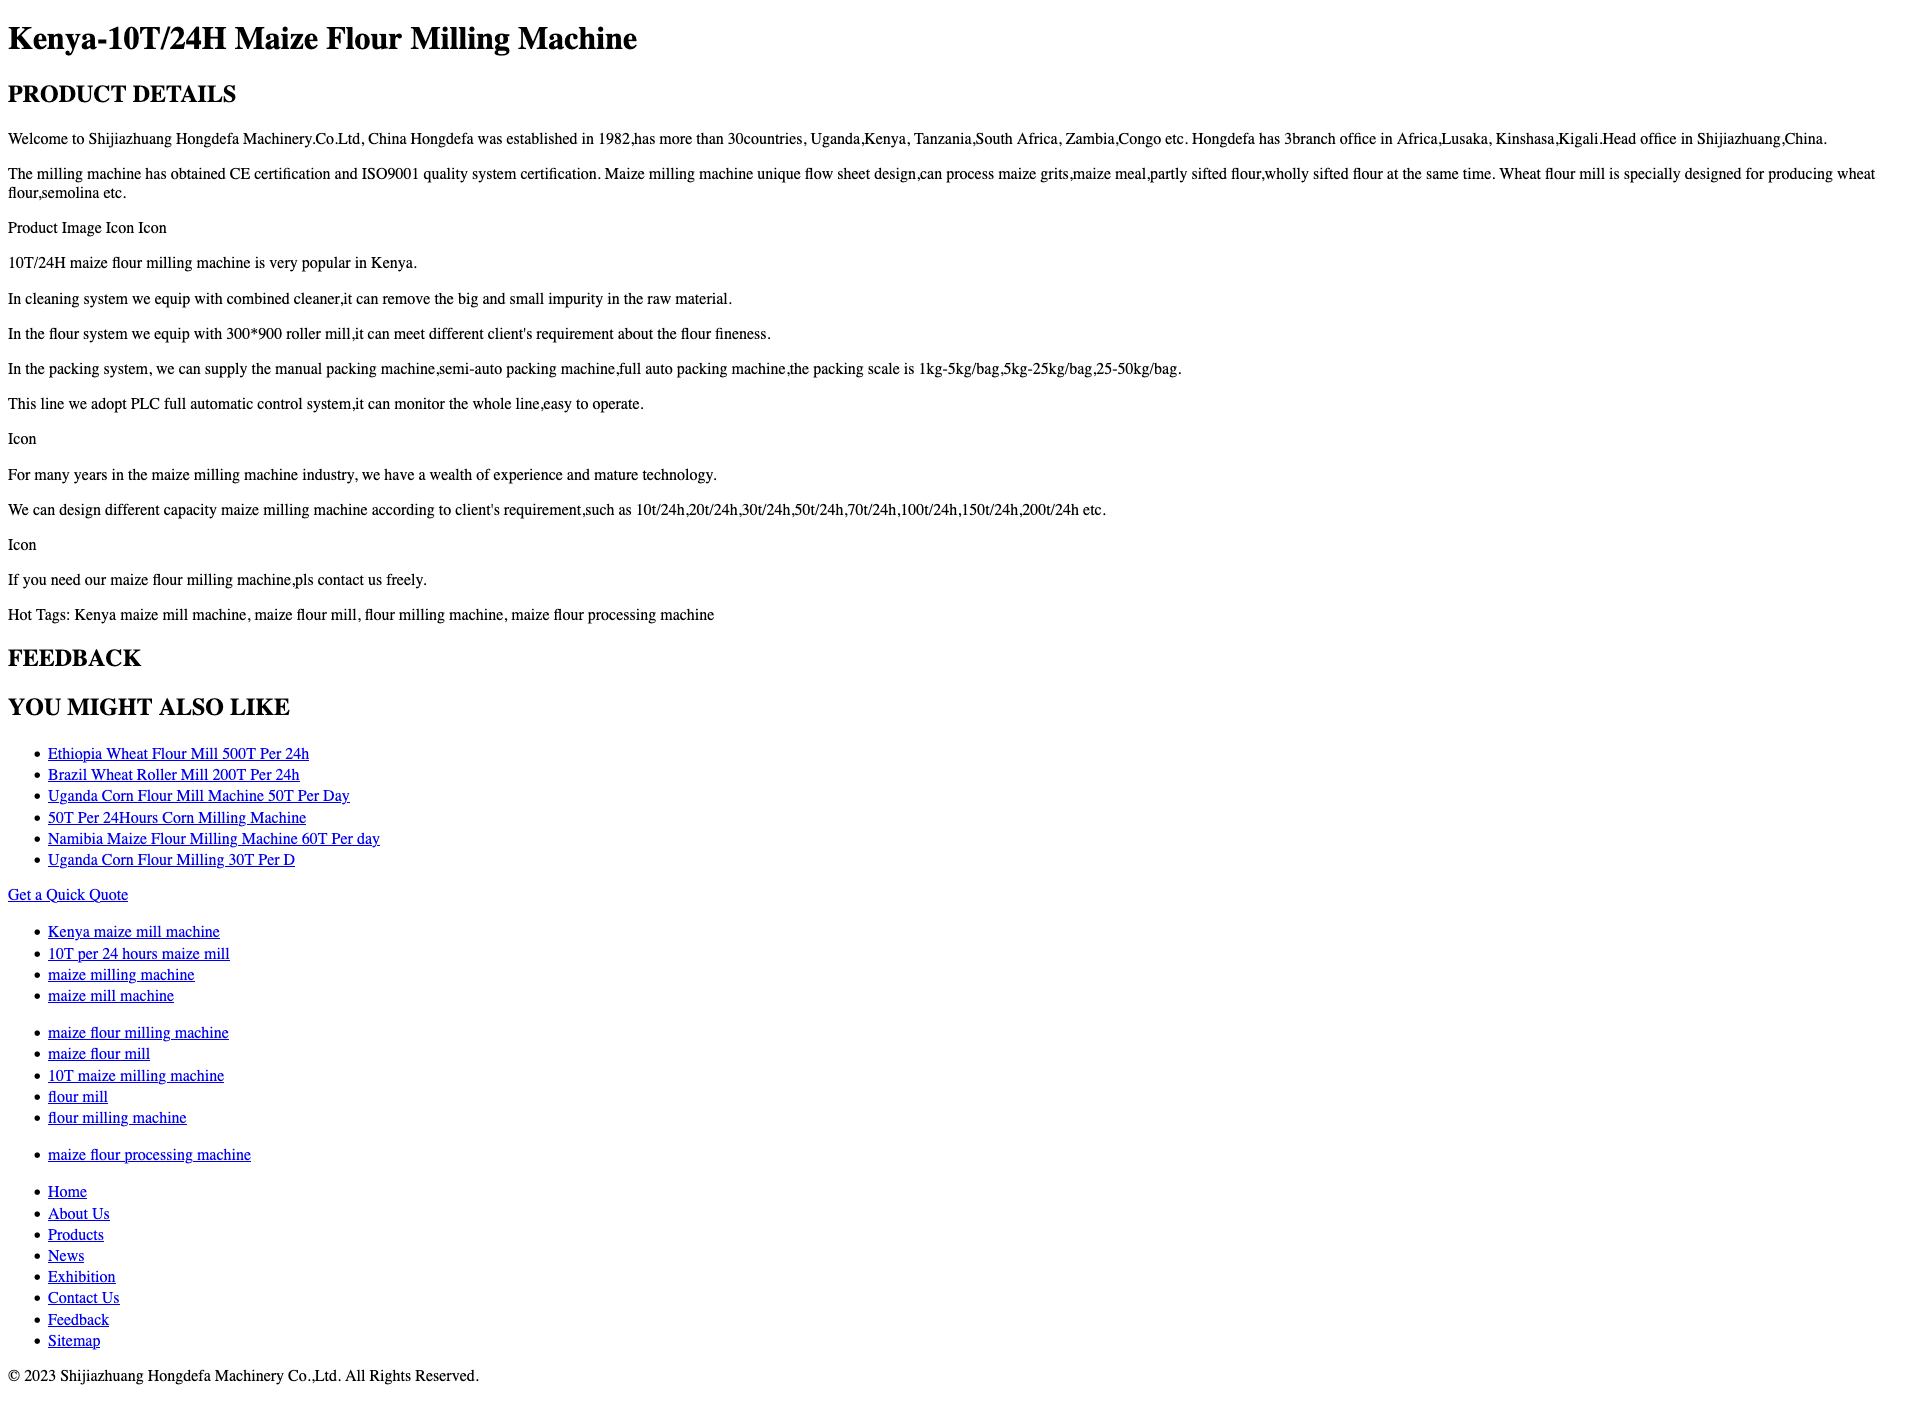 Kenya-10T/24H Maize Flour Milling Machine
PRODUCT DETAILS
Welcome to Shijiazhuang Hongdefa Machinery.Co.Ltd, China Hongdefa was established in 1982,has more than 30countries, Uganda,Kenya, Tanzania,South Africa, Zambia,Congo etc. Hongdefa has 3branch office in Africa,Lusaka, Kinshasa,Kigali.Head office in Shijiazhuang,China.
The milling machine has obtained CE certification and ISO9001 quality system certification. Maize milling machine unique flow sheet design,can process maize grits,maize meal,partly sifted flour,wholly sifted flour at the same time. Wheat flour mill is specially designed for producing wheat
flour,semolina etc.
Product Image Icon Icon
10T/24H maize flour milling machine is very popular in Kenya.
In cleaning system we equip with combined cleaner,it can remove the big and small impurity in the raw material.
In the flour system we equip with 300*900 roller mill,it can meet different client's requirement about the flour fineness.
In the packing system, we can supply the manual packing machine,semi-auto packing machine,full auto packing machine,the packing scale is 1kg-5kg/bag,5kg-25kg/bag,25-50kg/bag.
This line we adopt PLC full automatic control system,it can monitor the whole line,easy to operate.
Icon
For many years in the maize milling machine industry, we have a wealth of experience and mature technology.
We can design different capacity maize milling machine according to client's requirement,such as 10t/24h,20t/24h,30t/24h,50t/24h,70t/24h,100t/24h,150t/24h,200t/24h etc.
Icon
If you need our maize flour milling machine,pls contact us freely.
Hot Tags: Kenya maize mill machine, maize flour mill, flour milling machine, maize flour processing machine
FEEDBACK
YOU MIGHT ALSO LIKE
• Ethiopia Wheat Flour Mill 500T Per 24h
• Brazil Wheat Roller Mill 200T Per 24h
• Uganda Corn Flour Mill Machine 50T Per Day
• 50T Per 24Hours Corn Milling Machine
• Namibia Maize Flour Milling Machine 60T Per day
• Uganda Corn Flour Milling 30T Per D
Get a Quick Quote
• Kenya maize mill machine
• 10T per 24 hours maize mill
• maize milling machine
• maize mill machine
• maize flour milling machine
• maize flour mill
• 10T maize milling machine
• flour mill
• flour milling machine
• maize flour processing machine
• Home
• About Us
• Products
• News
• Exhibition
• Contact Us
• Feedback
• Sitemap
© 2023 Shijiazhuang Hongdefa Machinery Co.,Ltd. All Rights Reserved.